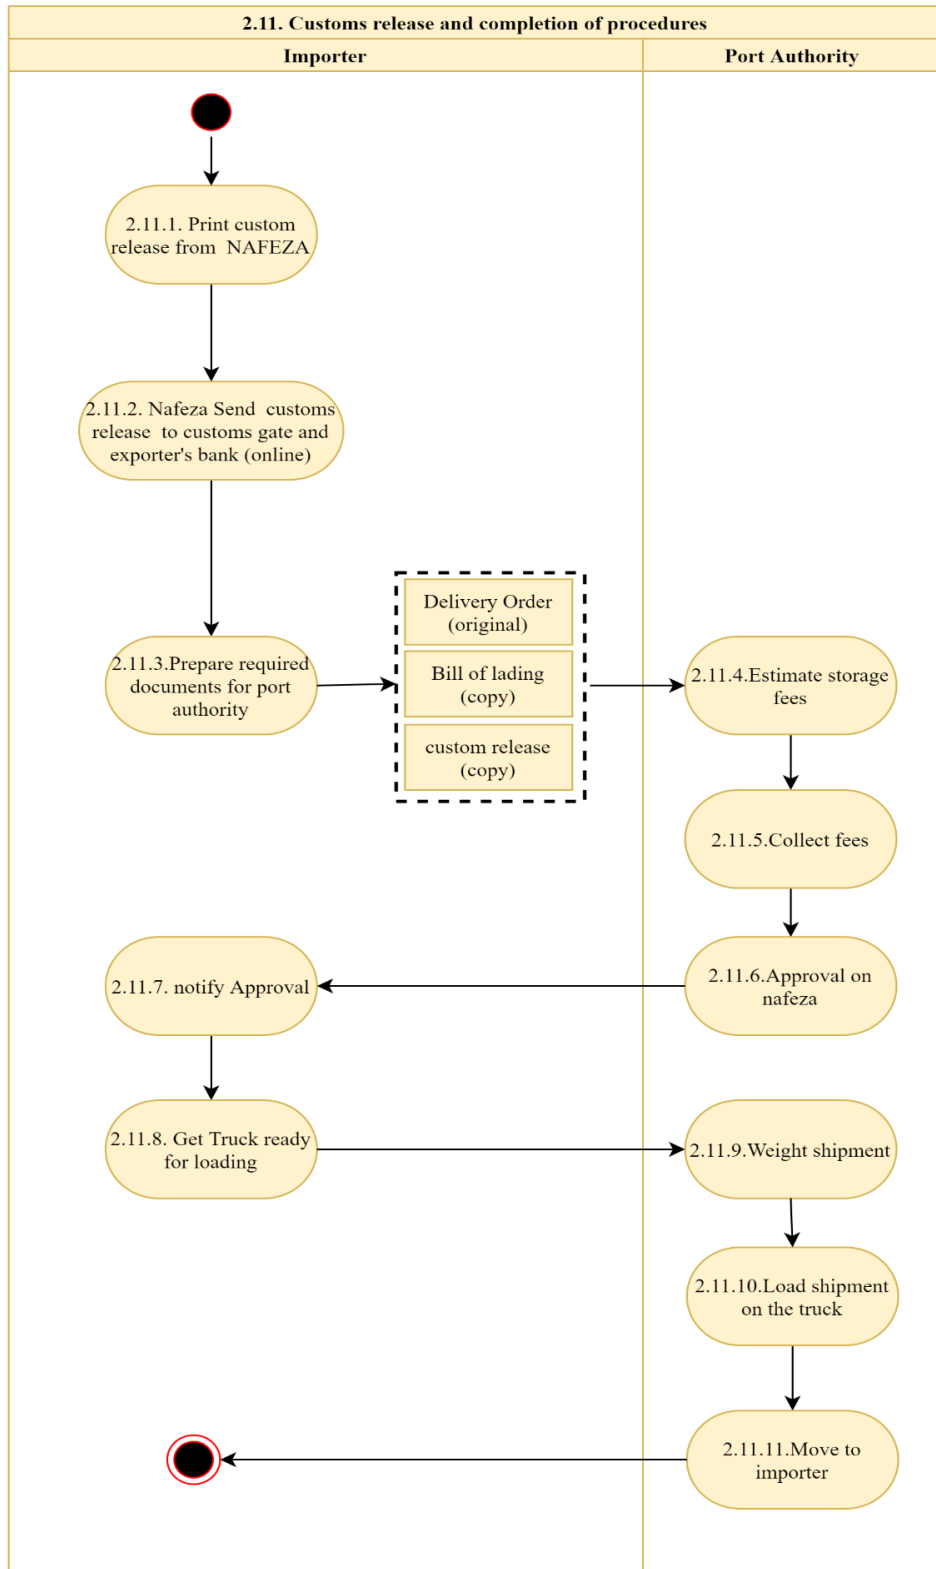 2.11. Customs release and completion of procedures
Importer
Port Authority
2.11.1. Print custom
release from NAFEZA
2.11.2. Nafeza Send customs
release to customs gate and
exporter's bank (online)
2.11.3.Prepare required
documents for port
authority
Delivery Order
(original)
Bill of lading
(copy)
custom release
(copy)
2.11.4.Estimate storage
fees
2.11.5.Collect fees
2.11.6.Approval on
nafeza
2.11.7. notify Approval
2.11.8. Get Truck ready
for loading
2.11.9.Weight shipment
2.11.10.Load shipment
on the truck
2.11.11.Move to
importer